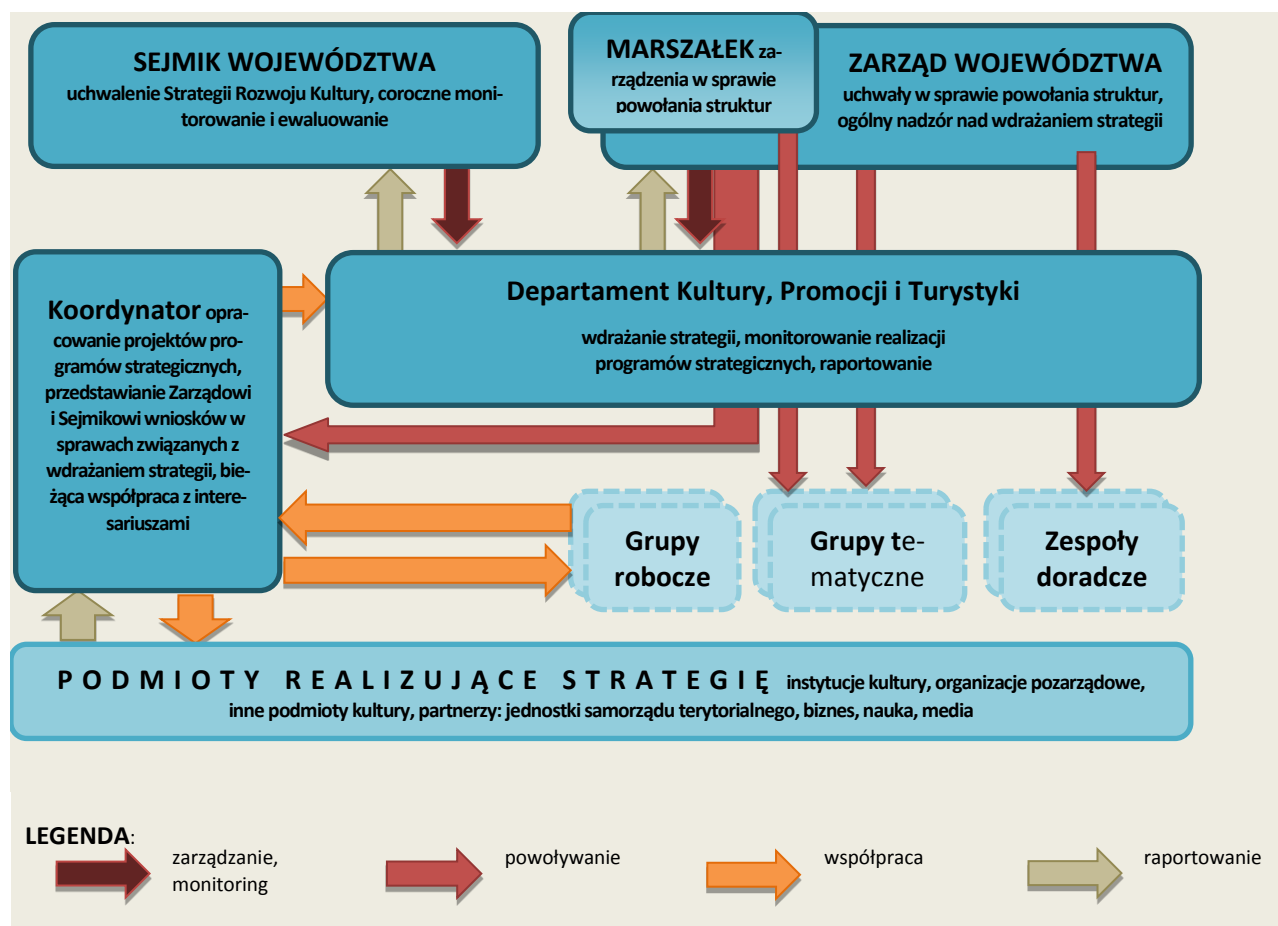 SEJMIK WOJEWÓDZTWA
uchwalenie Strategii Rozwoju Kultury, coroczne moni-
torowanie i ewaluowanie
MARSZAŁEK za-
rządzenia w sprawie
powołania struktur
ZARZĄD WOJEWÓDZTWA
uchwały w sprawie powołania struktur,
ogólny nadzór nad wdrażaniem strategii
Koordynator opra-
cowanie projektów pro-
gramów strategicznych,
przedstawianie Zarządowi
i Sejmikowi wniosków w
sprawach związanych z
wdrażaniem strategii, bie-
żąca współpraca z intere-
sariuszami
Departament Kultury, Promocji i Turystyki
wdrażanie strategii, monitorowanie realizacji
programów strategicznych, raportowanie
Grupy
robocze
Grupy te-
matyczne
Zespoły
doradcze
PODMIOTY REALIZUJĄCE STRATEGIĘ instytucje kultury, organizacje pozarządowe,
inne podmioty kultury, partnerzy: jednostki samorządu terytorialnego, biznes, nauka, media
LEGENDA:
zarządzanie,
monitoring
powoływanie
współpraca
raportowanie